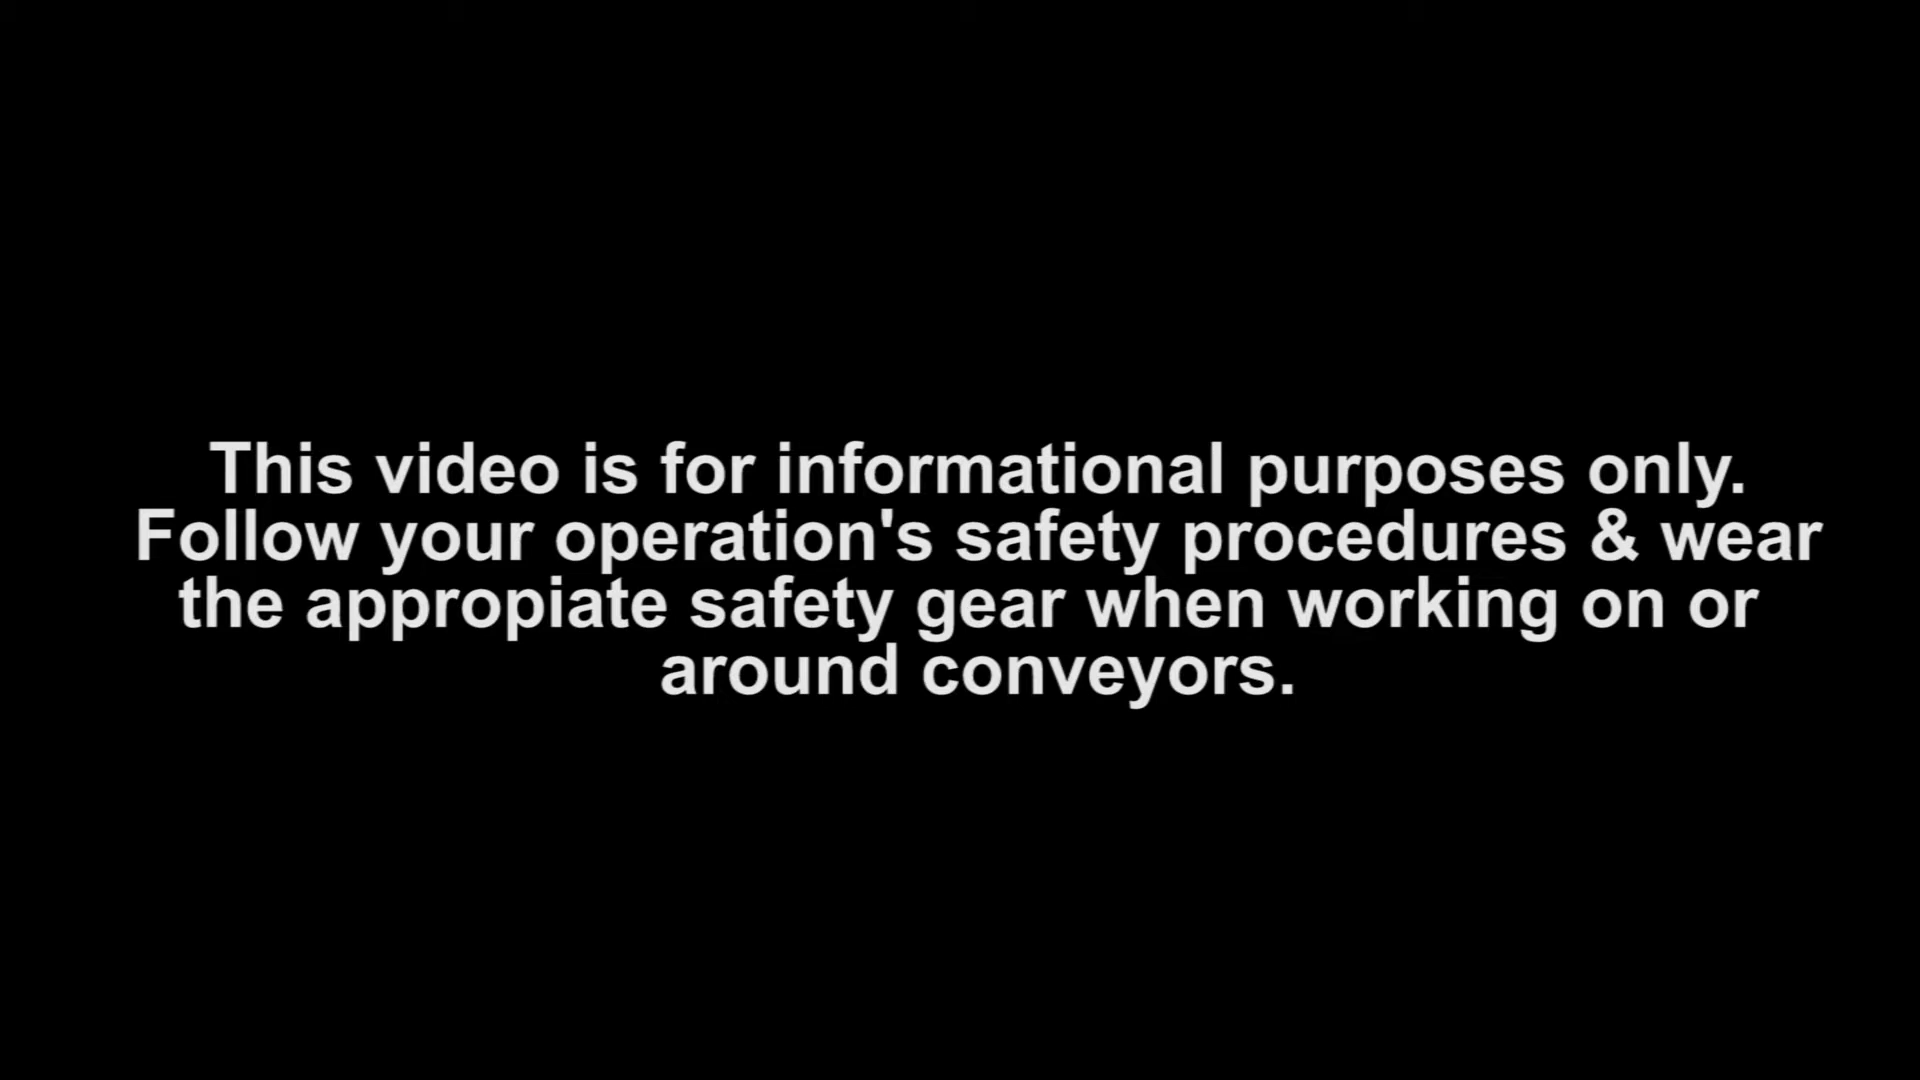 This video is for informational purposes only.
Follow your operation's safety procedures & wear
the appropiate safety gear when working on or
around conveyors.